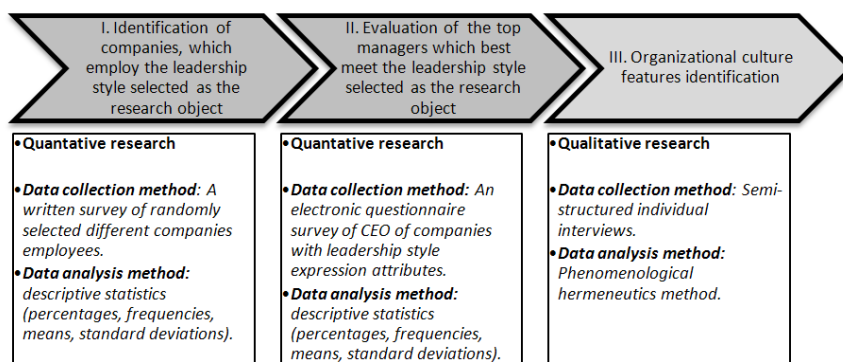 I. Identification of
companies, which
employ the leadership
style selected as the
research object
II. Evaluation of the top
managers which best
meet the leadership style
selected as the research
object
III. Organizational culture
features identification
•Quantative research
•Data collection method: A
written survey of randomly
selected different companies
employees.
•Data analysis method:
descriptive statistics
(percentages, frequencies,
means, standard deviations).
•Quantative research
•Data collection method: An
electronic questionnaire
survey of CEO of companies
with leadership style
expression attributes.
•Data analysis method:
descriptive statistics
(percentages, frequencies,
means, standard deviations).
•Qualitative research
•Data collection method: Semi-
structured individual
interviews.
•Data analysis method:
Phenomenological
hermeneutics method.